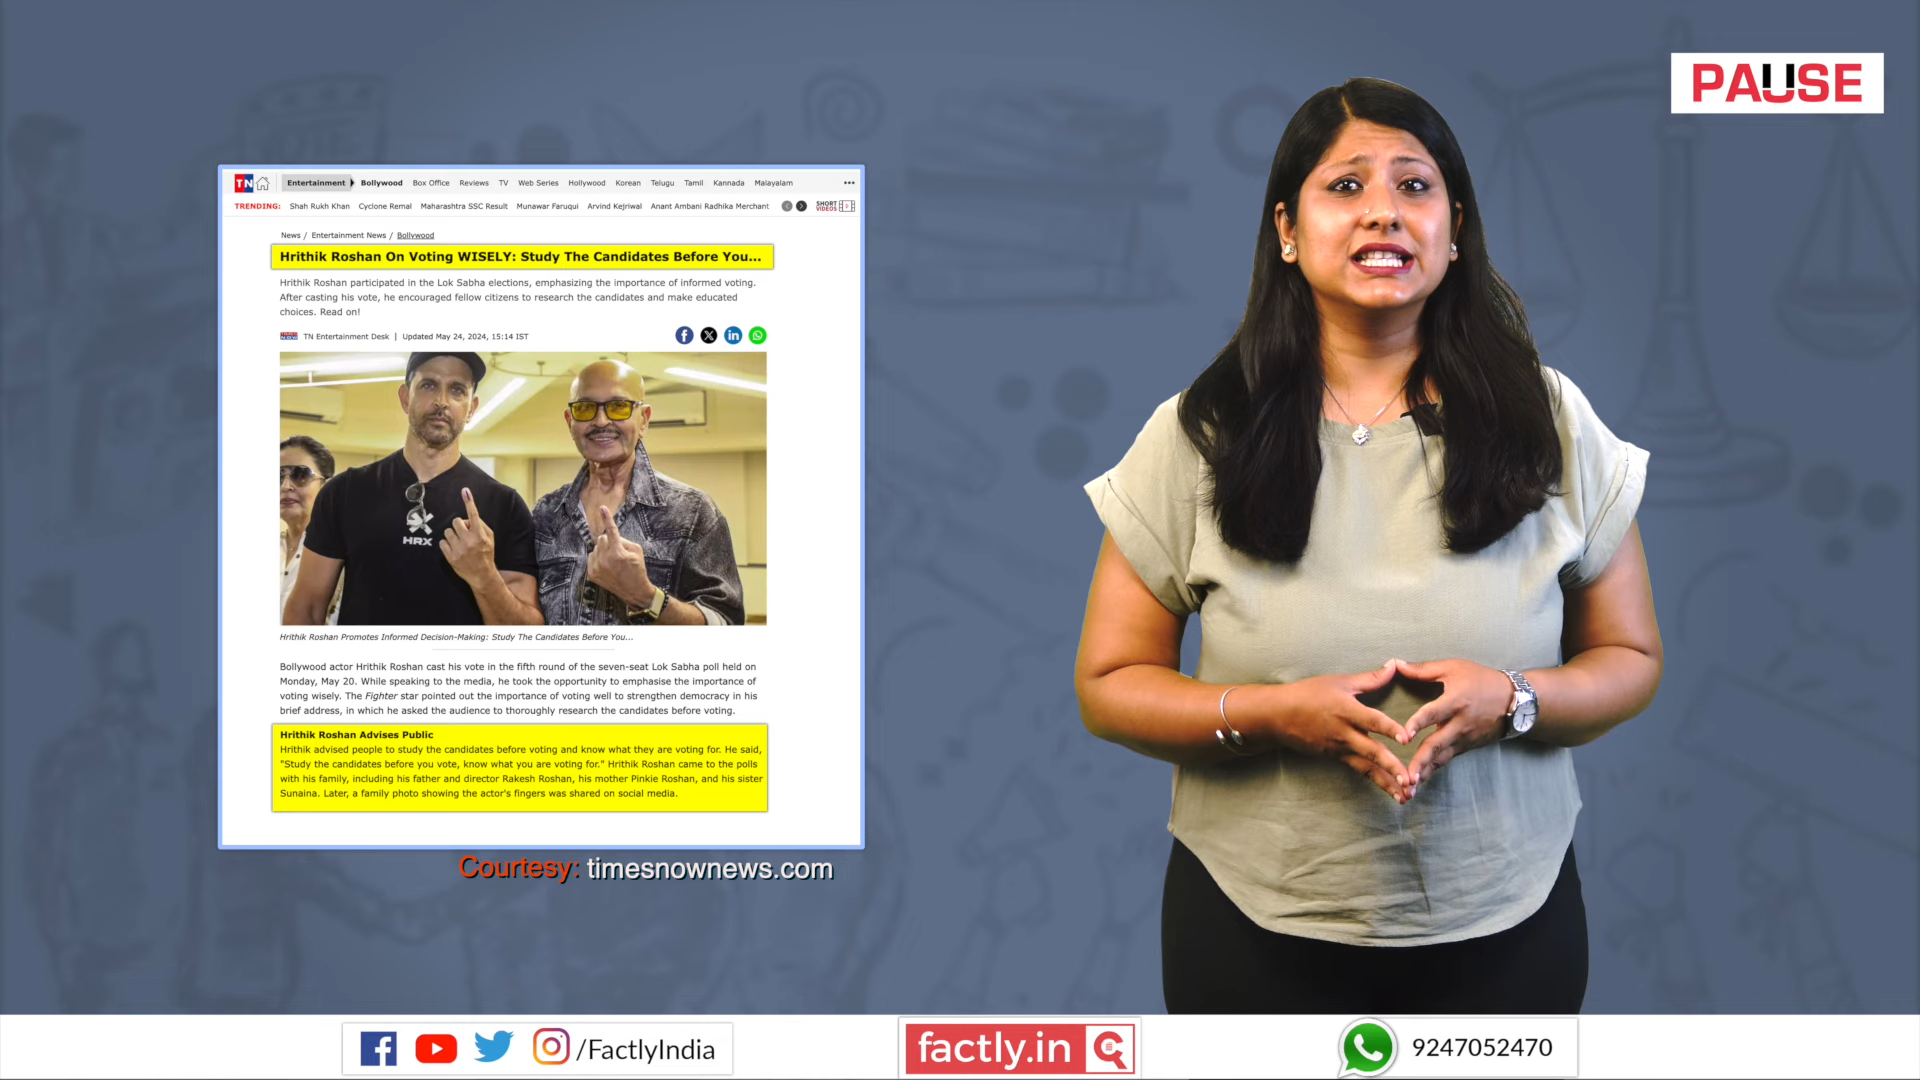 PAUSE
TN Entertainment Bollywood Box Office Reviews TV Web Series Hollywood Korean Telugu Tamil Kannada Malayalam •••
TRENDING: Shah Rukh Khan Cyclone Remal Maharashtra SSC Result Munawar Faruqui Arvind Kejriwal Anant Ambani Radhika Merchant SHORT VIDEOS
News / Entertainment News / Bollywood
Hrithik Roshan On Voting WISELY: Study The Candidates Before You...
Hrithik Roshan participated in the Lok Sabha elections, emphasizing the importance of informed voting.
After casting his vote, he encouraged fellow citizens to research the candidates and make educated
choices. Read on!
TN Entertainment Desk | Updated May 24, 2024, 15:14 IST
HRX
Hrithik Roshan Promotes Informed Decision-Making: Study The Candidates Before You...
Bollywood actor Hrithik Roshan cast his vote in the fifth round of the seven-seat Lok Sabha poll held on
Monday, May 20. While speaking to the media, he took the opportunity to emphasise the importance of
voting wisely. The Fighter star pointed out the importance of voting well to strengthen democracy in his
brief address, in which he asked the audience to thoroughly research the candidates before voting.
Hrithik Roshan Advises Public
Hrithik advised people to study the candidates before voting and know what they are voting for. He said,
"Study the candidates before you vote, know what you are voting for." Hrithik Roshan came to the polls
with his family, including his father and director Rakesh Roshan, his mother Pinkie Roshan, and his sister
Sunaina. Later, a family photo showing the actor's fingers was shared on social media.
Courtesy: timesnownews.com
/FactlyIndia
factly.in
9247052470